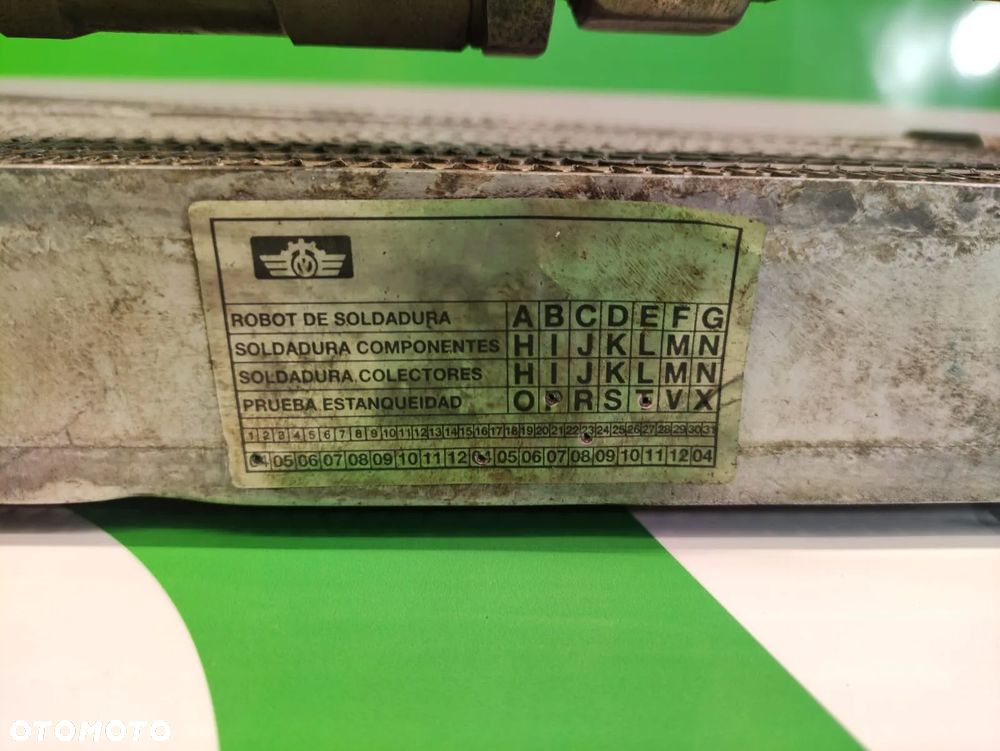 ROBOT DE SOLDADURA A B C D E F G
SOLDADURA COMPONENTES H I J K L M N
SOLDADURA COLECTORES H I J K L M N
PRUEBA ESTANQUEIDAD O P R S T V X
1 2 3 4 5 6 7 8 9 10 11 12 13 14 15 16 17 18 19 20 21 22 23 24 25 26 27 28 29 30 31
04 05 06 07 08 09 10 11 12 04 05 06 07 08 09 10 11 12 04
OTOMOTO